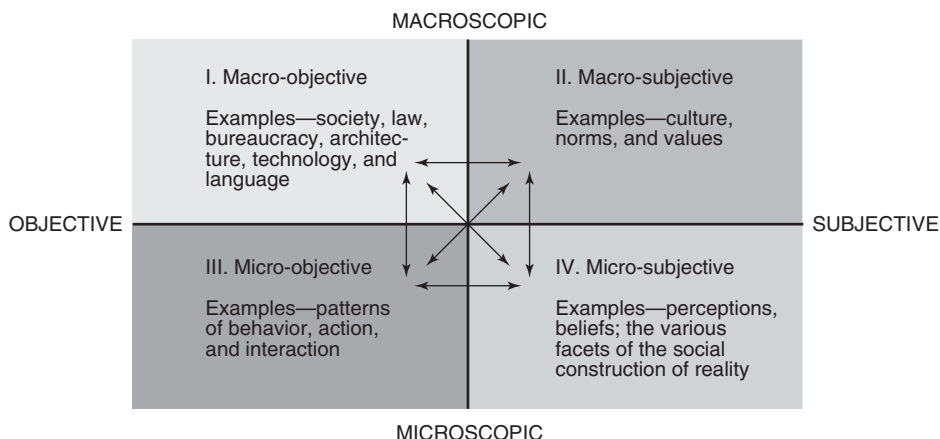 MACROSCOPIC
I. Macro-objective
Examples—society, law,
bureaucracy, architec-
ture, technology, and
language
II. Macro-subjective
Examples—culture,
norms, and values
OBJECTIVE
SUBJECTIVE
III. Micro-objective
Examples—patterns
of behavior, action,
and interaction
IV. Micro-subjective
Examples—perceptions,
beliefs; the various
facets of the social
construction of reality
MICROSCOPIC